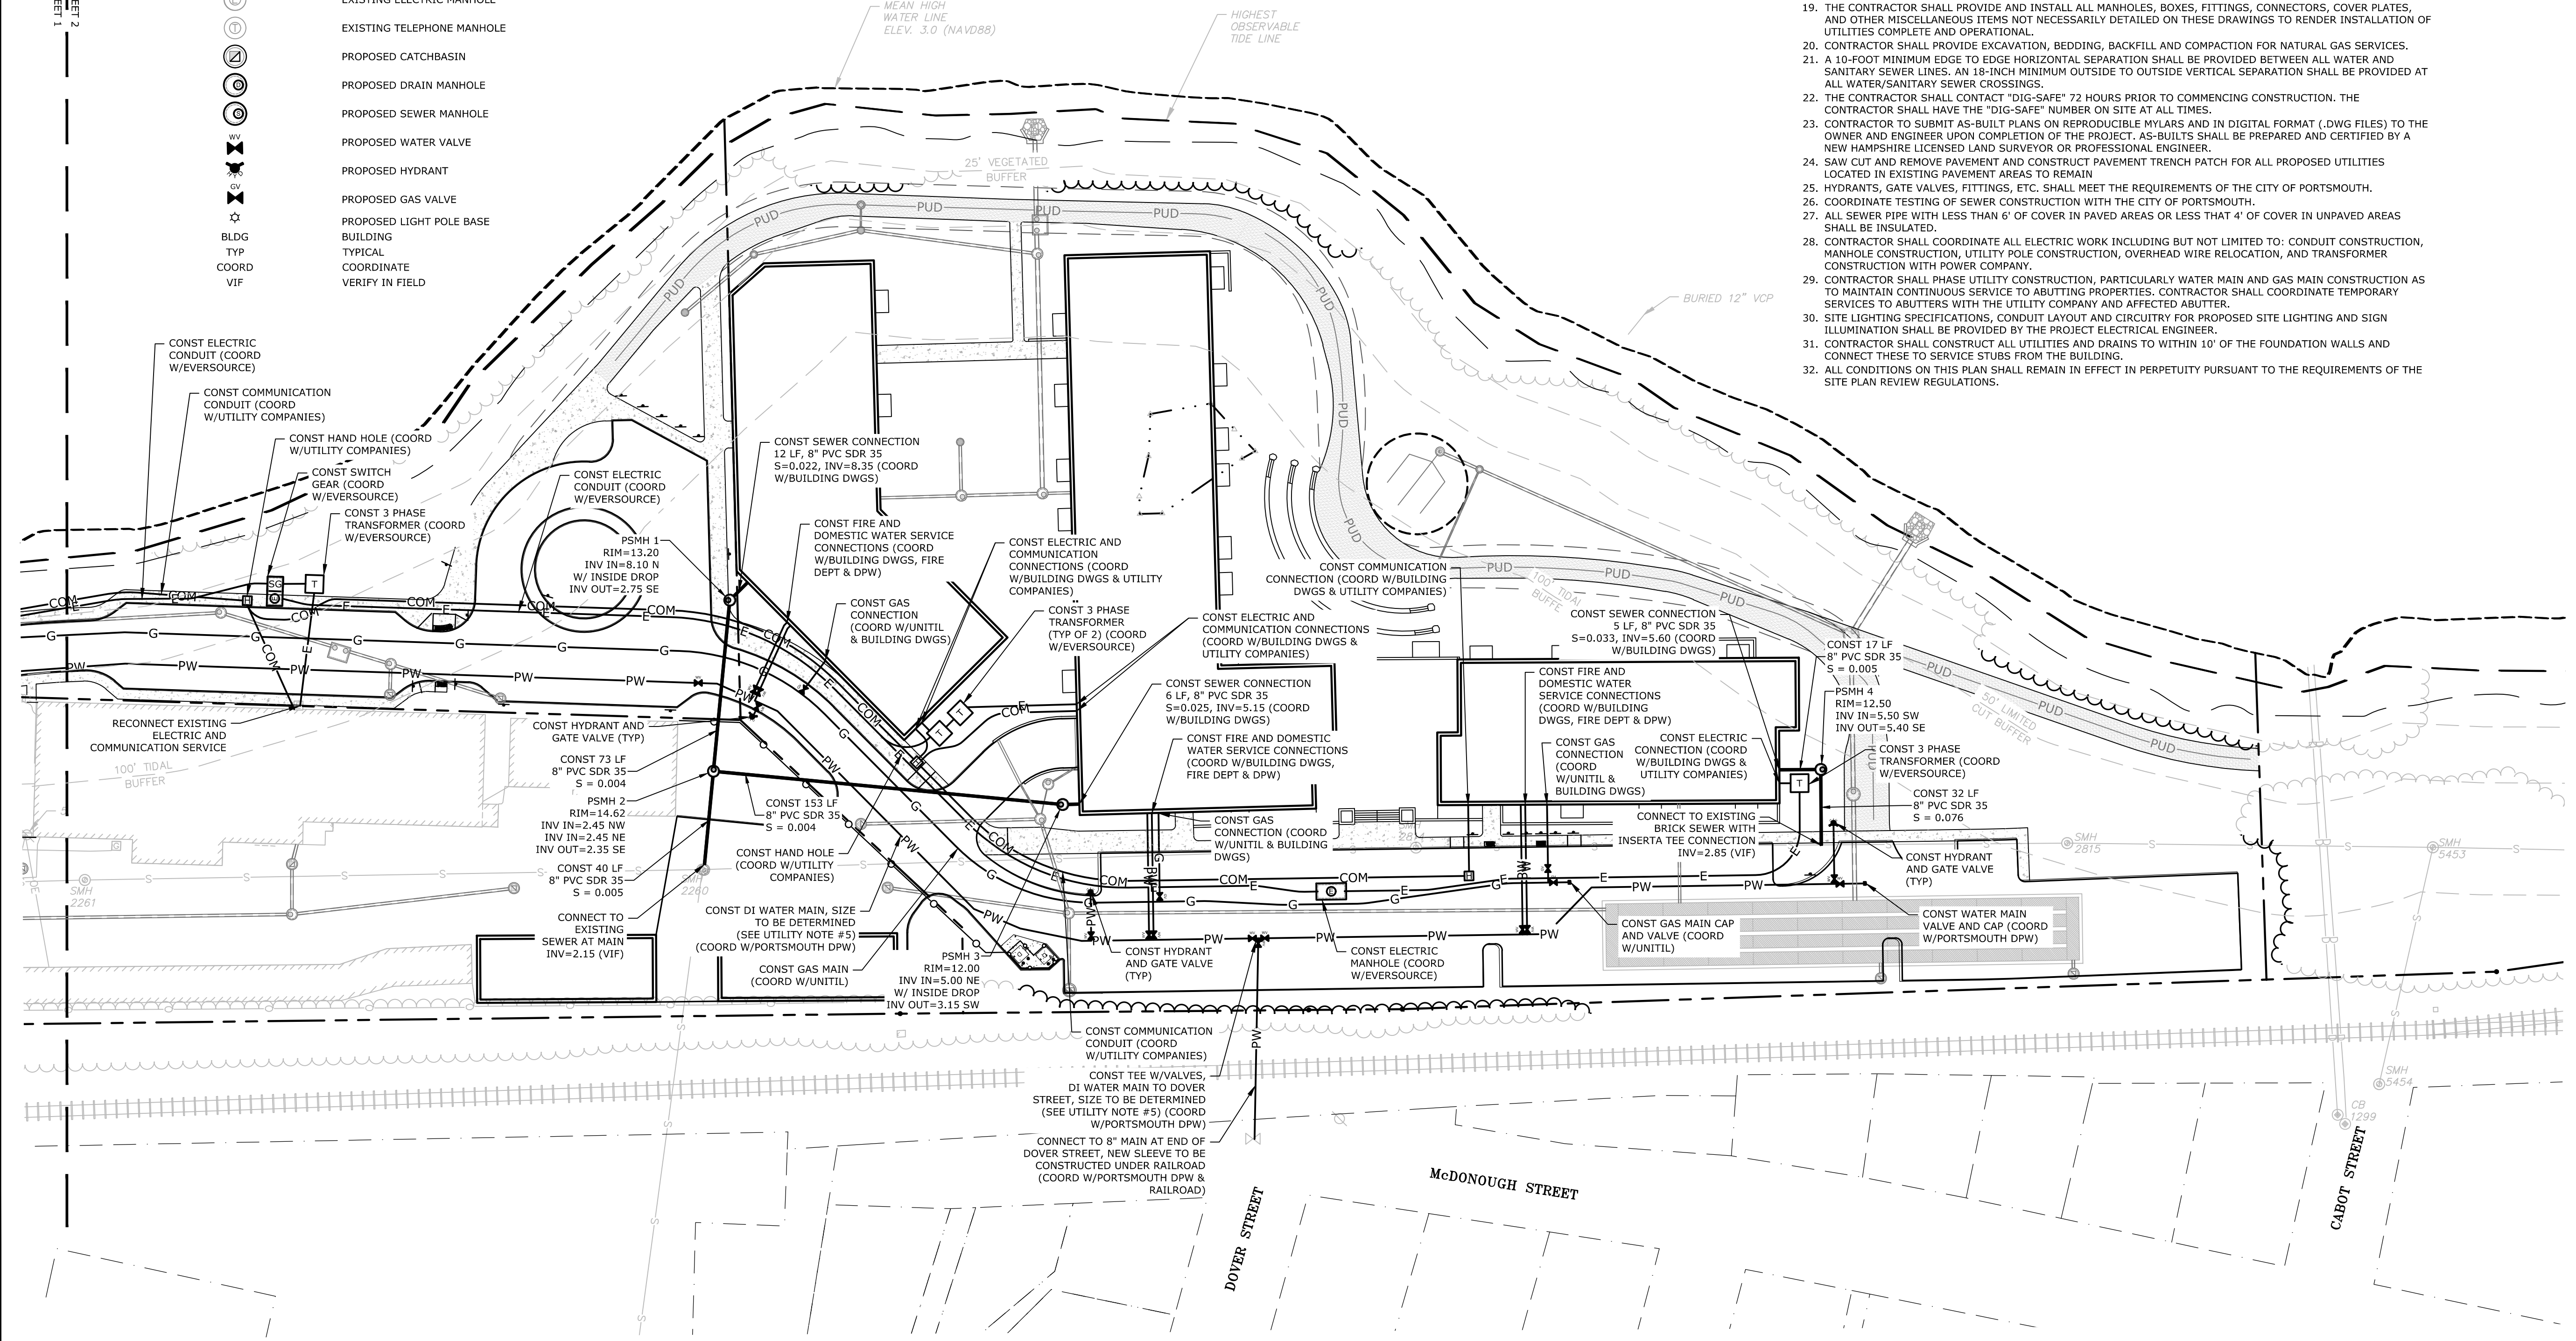 SHEET 2
EXISTING ELECTRIC MANHOLE
EXISTING TELEPHONE MANHOLE
PROPOSED CATCHBASIN
PROPOSED DRAIN MANHOLE
PROPOSED SEWER MANHOLE
WV
PROPOSED WATER VALVE
PROPOSED HYDRANT
GV
PROPOSED GAS VALVE
PROPOSED LIGHT POLE BASE
BLDG BUILDING
TYP TYPICAL
COORD COORDINATE
VIF VERIFY IN FIELD
MEAN HIGH
WATER LINE
ELEV. 3.0 (NAVD88)
HIGHEST
OBSERVABLE
TIDE LINE
19. THE CONTRACTOR SHALL PROVIDE AND INSTALL ALL MANHOLES, BOXES, FITTINGS, CONNECTORS, COVER PLATES,
AND OTHER MISCELLANEOUS ITEMS NOT NECESSARILY DETAILED ON THESE DRAWINGS TO RENDER INSTALLATION OF
UTILITIES COMPLETE AND OPERATIONAL.
20. CONTRACTOR SHALL PROVIDE EXCAVATION, BEDDING, BACKFILL AND COMPACTION FOR NATURAL GAS SERVICES.
21. A 10-FOOT MINIMUM EDGE TO EDGE HORIZONTAL SEPARATION SHALL BE PROVIDED BETWEEN ALL WATER AND
SANITARY SEWER LINES. AN 18-INCH MINIMUM OUTSIDE TO OUTSIDE VERTICAL SEPARATION SHALL BE PROVIDED AT
ALL WATER/SANITARY SEWER CROSSINGS.
22. THE CONTRACTOR SHALL CONTACT "DIG-SAFE" 72 HOURS PRIOR TO COMMENCING CONSTRUCTION. THE
CONTRACTOR SHALL HAVE THE "DIG-SAFE" NUMBER ON SITE AT ALL TIMES.
23. CONTRACTOR TO SUBMIT AS-BUILT PLANS ON REPRODUCIBLE MYLARS AND IN DIGITAL FORMAT (.DWG FILES) TO THE
OWNER AND ENGINEER UPON COMPLETION OF THE PROJECT. AS-BUILTS SHALL BE PREPARED AND CERTIFIED BY A
NEW HAMPSHIRE LICENSED LAND SURVEYOR OR PROFESSIONAL ENGINEER.
24. SAW CUT AND REMOVE PAVEMENT AND CONSTRUCT PAVEMENT TRENCH PATCH FOR ALL PROPOSED UTILITIES
LOCATED IN EXISTING PAVEMENT AREAS TO REMAIN
25. HYDRANTS, GATE VALVES, FITTINGS, ETC. SHALL MEET THE REQUIREMENTS OF THE CITY OF PORTSMOUTH.
26. COORDINATE TESTING OF SEWER CONSTRUCTION WITH THE CITY OF PORTSMOUTH.
27. ALL SEWER PIPE WITH LESS THAN 6' OF COVER IN PAVED AREAS OR LESS THAT 4' OF COVER IN UNPAVED AREAS
SHALL BE INSULATED.
28. CONTRACTOR SHALL COORDINATE ALL ELECTRIC WORK INCLUDING BUT NOT LIMITED TO: CONDUIT CONSTRUCTION,
MANHOLE CONSTRUCTION, UTILITY POLE CONSTRUCTION, OVERHEAD WIRE RELOCATION, AND TRANSFORMER
CONSTRUCTION WITH POWER COMPANY.
29. CONTRACTOR SHALL PHASE UTILITY CONSTRUCTION, PARTICULARLY WATER MAIN AND GAS MAIN CONSTRUCTION AS
TO MAINTAIN CONTINUOUS SERVICE TO ABUTTING PROPERTIES. CONTRACTOR SHALL COORDINATE TEMPORARY
SERVICES TO ABUTTERS WITH THE UTILITY COMPANY AND AFFECTED ABUTTER.
30. SITE LIGHTING SPECIFICATIONS, CONDUIT LAYOUT AND CIRCUITRY FOR PROPOSED SITE LIGHTING AND SIGN
ILLUMINATION SHALL BE PROVIDED BY THE PROJECT ELECTRICAL ENGINEER.
31. CONTRACTOR SHALL CONSTRUCT ALL UTILITIES AND DRAINS TO WITHIN 10' OF THE FOUNDATION WALLS AND
CONNECT THESE TO SERVICE STUBS FROM THE BUILDING.
32. ALL CONDITIONS ON THIS PLAN SHALL REMAIN IN EFFECT IN PERPETUITY PURSUANT TO THE REQUIREMENTS OF THE
SITE PLAN REVIEW REGULATIONS.
25' VEGETATED
BUFFER
PUD
PUD
PUD
PUD
PUD
PUD
PUD
PUD
BURIED 12" VCP
CONST ELECTRIC
CONDUIT (COORD
W/EVERSOURCE)
CONST COMMUNICATION
CONDUIT (COORD
W/UTILITY COMPANIES)
CONST HAND HOLE (COORD
W/UTILITY COMPANIES)
CONST SWITCH
GEAR (COORD
W/EVERSOURCE)
CONST 3 PHASE
TRANSFORMER (COORD
W/EVERSOURCE)
CONST ELECTRIC
CONDUIT (COORD
W/EVERSOURCE)
CONST SEWER CONNECTION
12 LF, 8" PVC SDR 35
S=0.022, INV=8.35 (COORD
W/BUILDING DWGS)
PSMH 1
RIM=13.20
INV IN=8.10 N
W/ INSIDE DROP
INV OUT=2.75 SE
CONST FIRE AND
DOMESTIC WATER SERVICE
CONNECTIONS (COORD
W/BUILDING DWGS, FIRE
DEPT & DPW)
CONST GAS
CONNECTION
(COORD W/UNITIL
& BUILDING DWGS)
CONST ELECTRIC AND
COMMUNICATION
CONNECTIONS (COORD
W/BUILDING DWGS & UTILITY
COMPANIES)
CONST 3 PHASE
TRANSFORMER
(TYP OF 2) (COORD
W/EVERSOURCE)
CONST ELECTRIC AND
COMMUNICATION CONNECTIONS
(COORD W/BUILDING DWGS &
UTILITY COMPANIES)
CONST COMMUNICATION
CONNECTION (COORD W/BUILDING
DWGS & UTILITY COMPANIES)
CONST SEWER CONNECTION
5 LF, 8" PVC SDR 35
S=0.033, INV=5.60 (COORD
W/BUILDING DWGS)
PUD
PUD
PUD
PUD
PUD
PUD
100' TIDAL
CONST 17 LF
8" PVC SDR 35
S = 0.005
PSMH 4
RIM=12.50
INV IN=5.50 SW
INV OUT=5.40 SE
50' LIMITED
CUT BUFFER
CONST SEWER CONNECTION
6 LF, 8" PVC SDR 35
S=0.025, INV=5.15 (COORD
W/BUILDING DWGS)
CONST FIRE AND DOMESTIC
WATER SERVICE CONNECTIONS
(COORD W/BUILDING DWGS,
FIRE DEPT & DPW)
CONST FIRE AND
DOMESTIC WATER
SERVICE CONNECTIONS
(COORD W/BUILDING
DWGS, FIRE DEPT & DPW)
CONST GAS
CONNECTION
(COORD
W/UNITIL &
BUILDING DWGS)
CONST ELECTRIC
CONNECTION (COORD
W/BUILDING DWGS &
UTILITY COMPANIES)
CONST 3 PHASE
TRANSFORMER (COORD
W/EVERSOURCE)
CONST 32 LF
8" PVC SDR 35
S = 0.076
RECONNECT EXISTING
ELECTRIC AND
COMMUNICATION SERVICE
100' TIDAL
BUFFER
CONST HYDRANT AND
GATE VALVE (TYP)
CONST 73 LF
8" PVC SDR 35
S = 0.004
PSMH 2
RIM=14.62
INV IN=2.45 NW
INV IN=2.45 NE
INV OUT=2.35 SE
CONST 40 LF
8" PVC SDR 35
S = 0.005
CONNECT TO
EXISTING
SEWER AT MAIN
INV=2.15 (VIF)
CONST 153 LF
8" PVC SDR 35
S = 0.004
CONST HAND HOLE
(COORD W/UTILITY
COMPANIES)
CONST DI WATER MAIN, SIZE
TO BE DETERMINED
(SEE UTILITY NOTE #5)
(COORD W/PORTSMOUTH DPW)
CONST GAS MAIN
(COORD W/UNITIL)
PSMH 3
RIM=12.00
INV IN=5.00 NE
W/ INSIDE DROP
INV OUT=3.15 SW
CONST GAS
CONNECTION (COORD
W/UNITIL & BUILDING
DWGS)
CONNECT TO EXISTING
BRICK SEWER WITH
INSERTA TEE CONNECTION
INV=2.85 (VIF)
CONST HYDRANT
AND GATE VALVE
(TYP)
CONST HYDRANT
AND GATE VALVE
(TYP)
CONST ELECTRIC
MANHOLE (COORD
W/EVERSOURCE)
CONST GAS MAIN CAP
AND VALVE (COORD
W/UNITIL)
CONST WATER MAIN
VALVE AND CAP (COORD
W/PORTSMOUTH DPW)
SMH
2261
SMH
2260
SMH
2815
SMH
5453
SMH
5454
CB
1299
CONST COMMUNICATION
CONDUIT (COORD
W/UTILITY COMPANIES)
CONST TEE W/VALVES,
DI WATER MAIN TO DOVER
STREET, SIZE TO BE DETERMINED
(SEE UTILITY NOTE #5) (COORD
W/PORTSMOUTH DPW)
CONNECT TO 8" MAIN AT END OF
DOVER STREET, NEW SLEEVE TO BE
CONSTRUCTED UNDER RAILROAD
(COORD W/PORTSMOUTH DPW &
RAILROAD)
DOVER STREET
McDONOUGH STREET
CABOT STREET